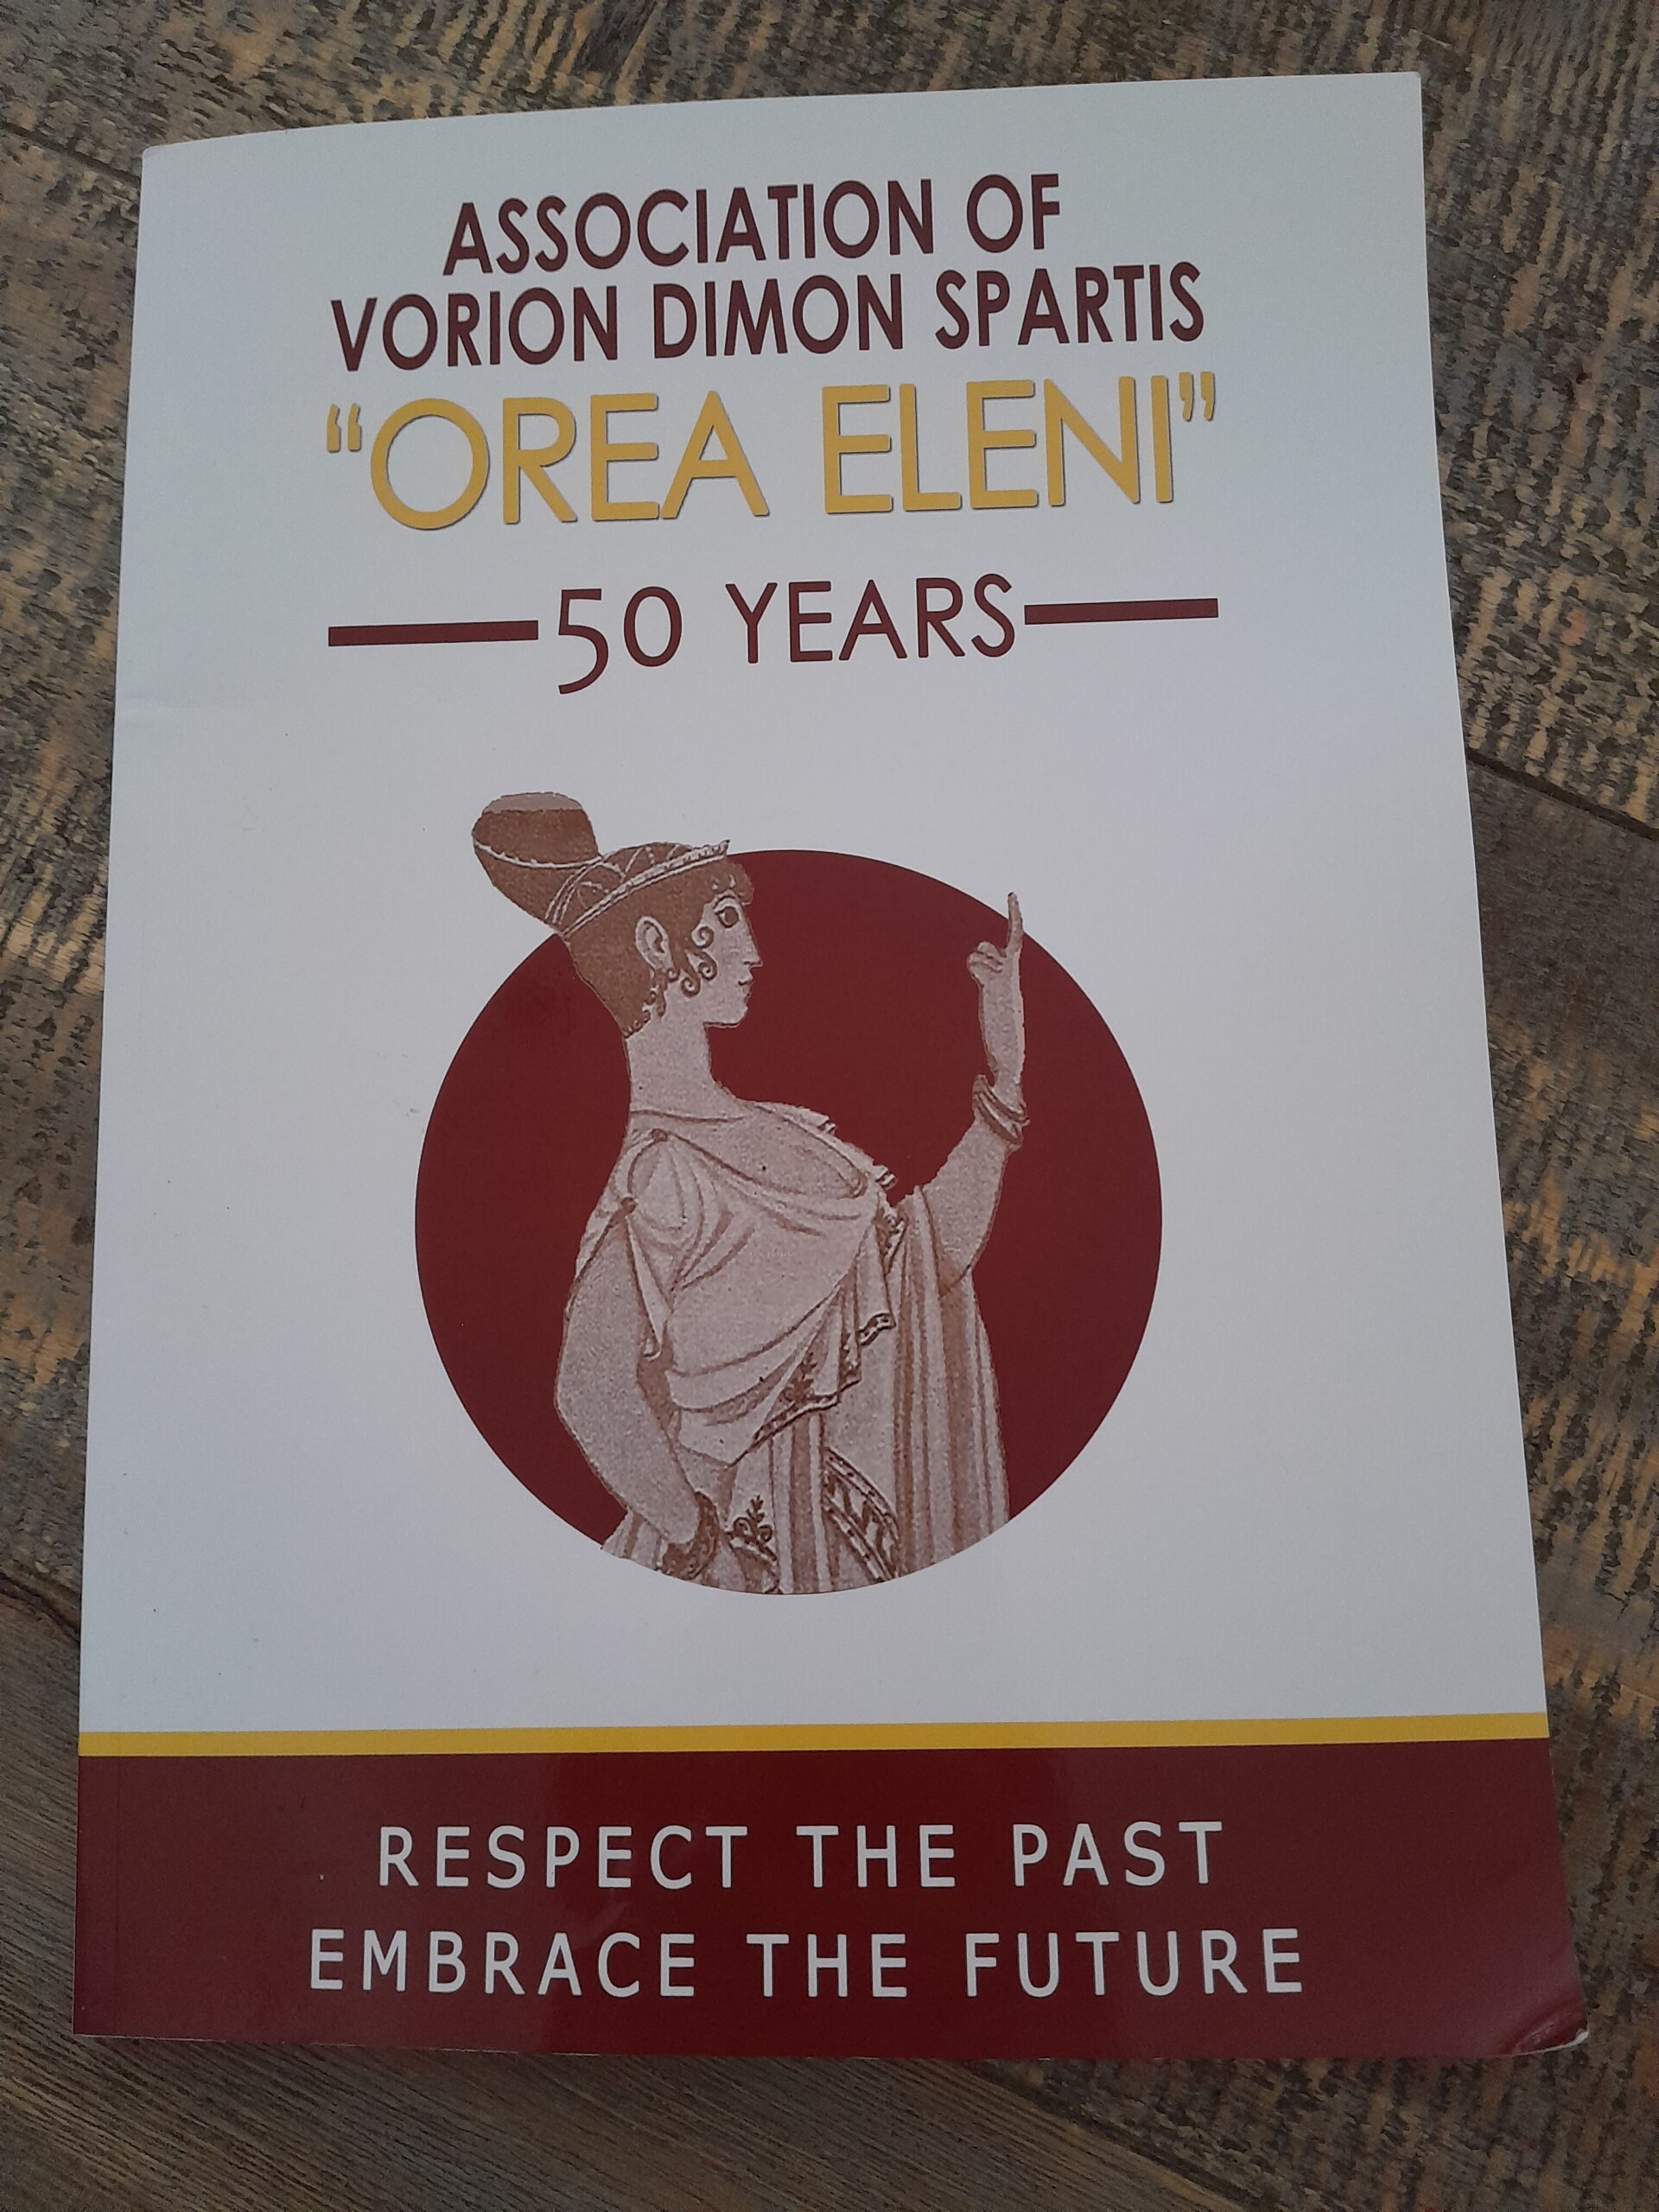 ASSOCIATION OF
VORION DIMON SPARTIS
“OREA ELENI”
50 YEARS
RESPECT THE PAST
EMBRACE THE FUTURE